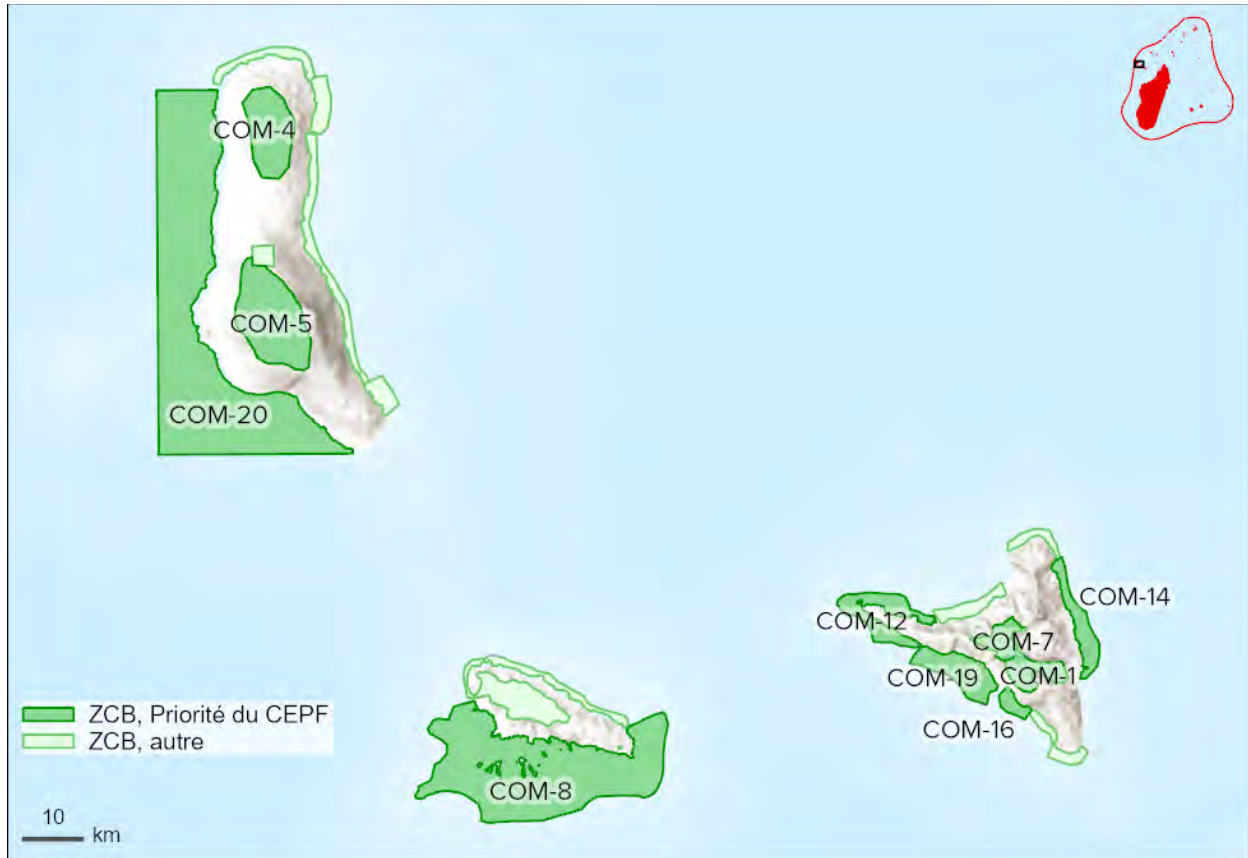 COM-4
COM-5
COM-20
COM-14
COM-12
COM-7
COM-19
COM-1
COM-16
ZCB, Priorité du CEPF
ZCB, autre
COM-8
10
km